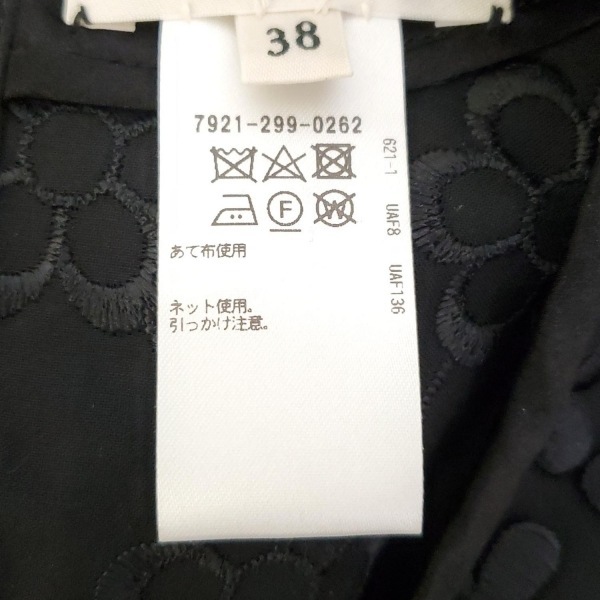 38
7921-299-0262
F W
あて布使用
ネット使用。
引っかけ注意。
621-1 UAF8 UAF136